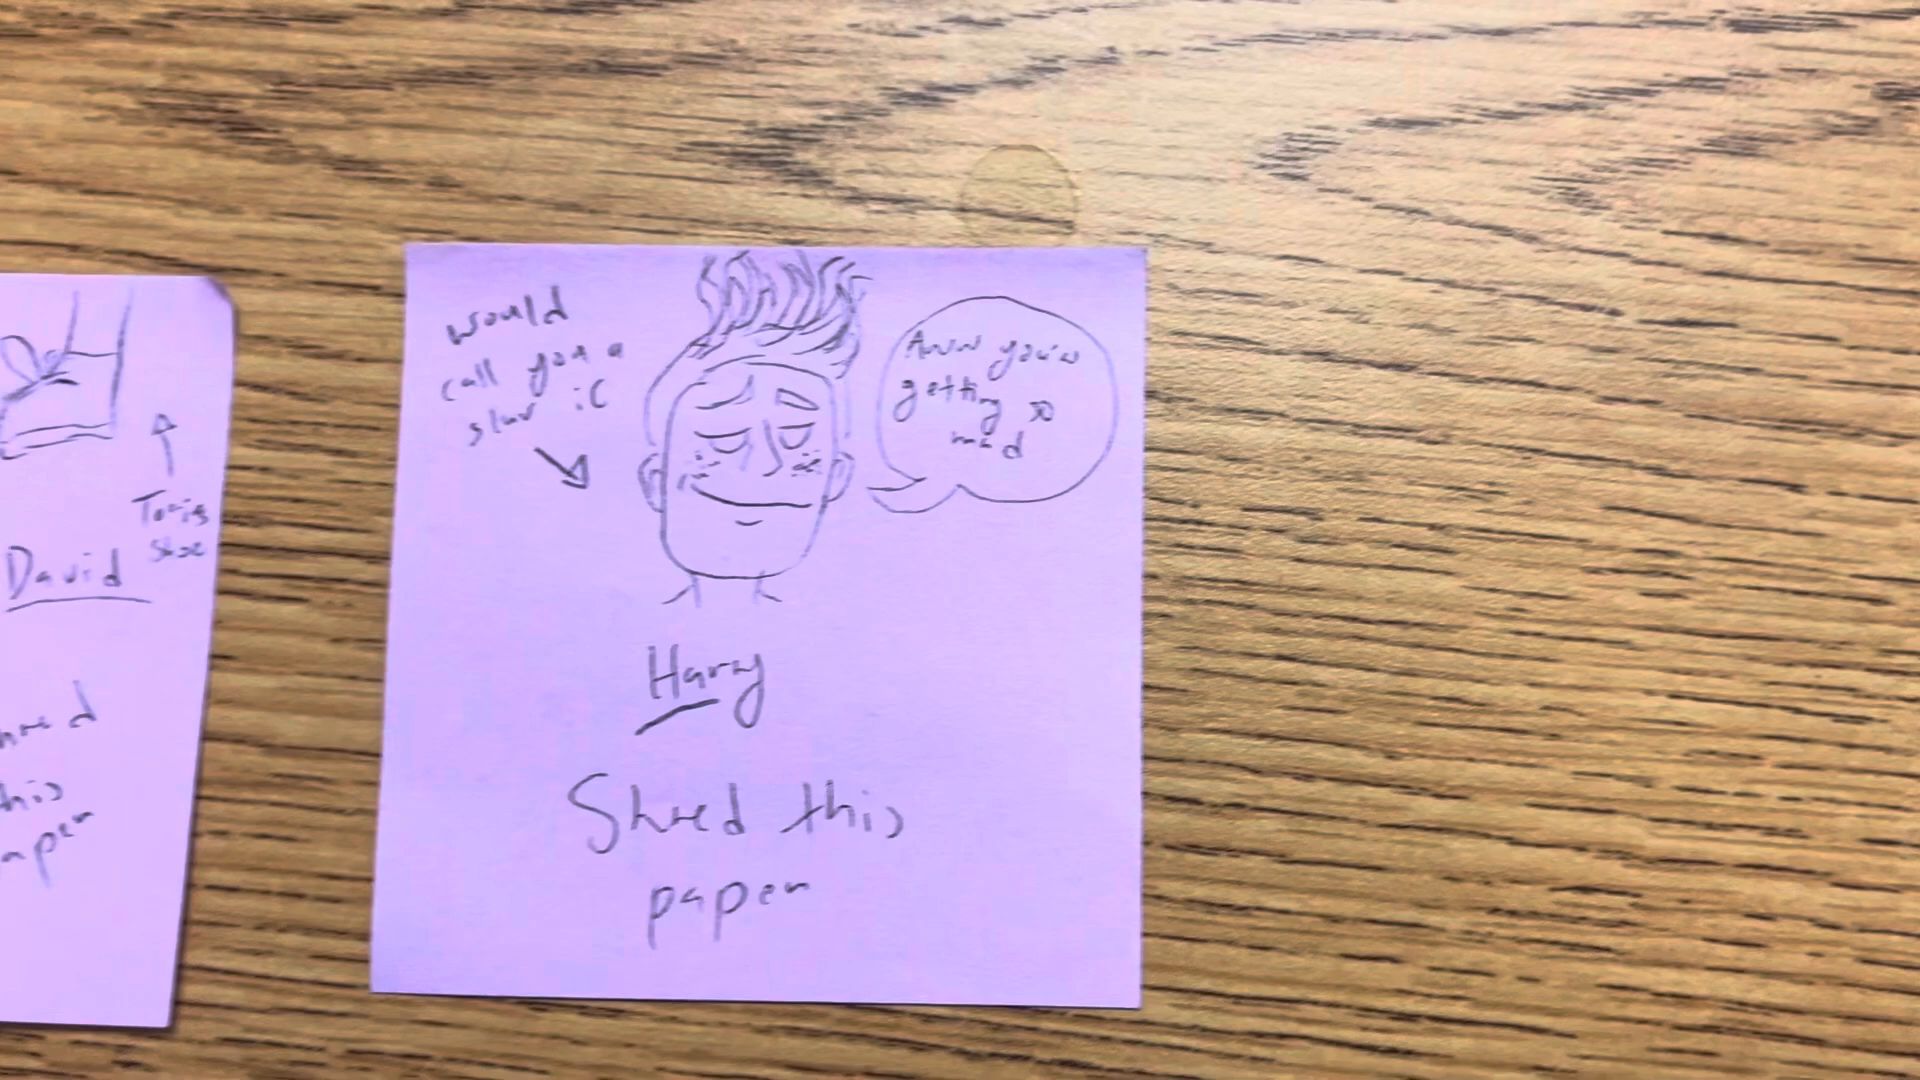 Toris
shoe
David
this
would
call you a
slur :(
Aww you're
getting so
mad
Harry
Shred this
paper